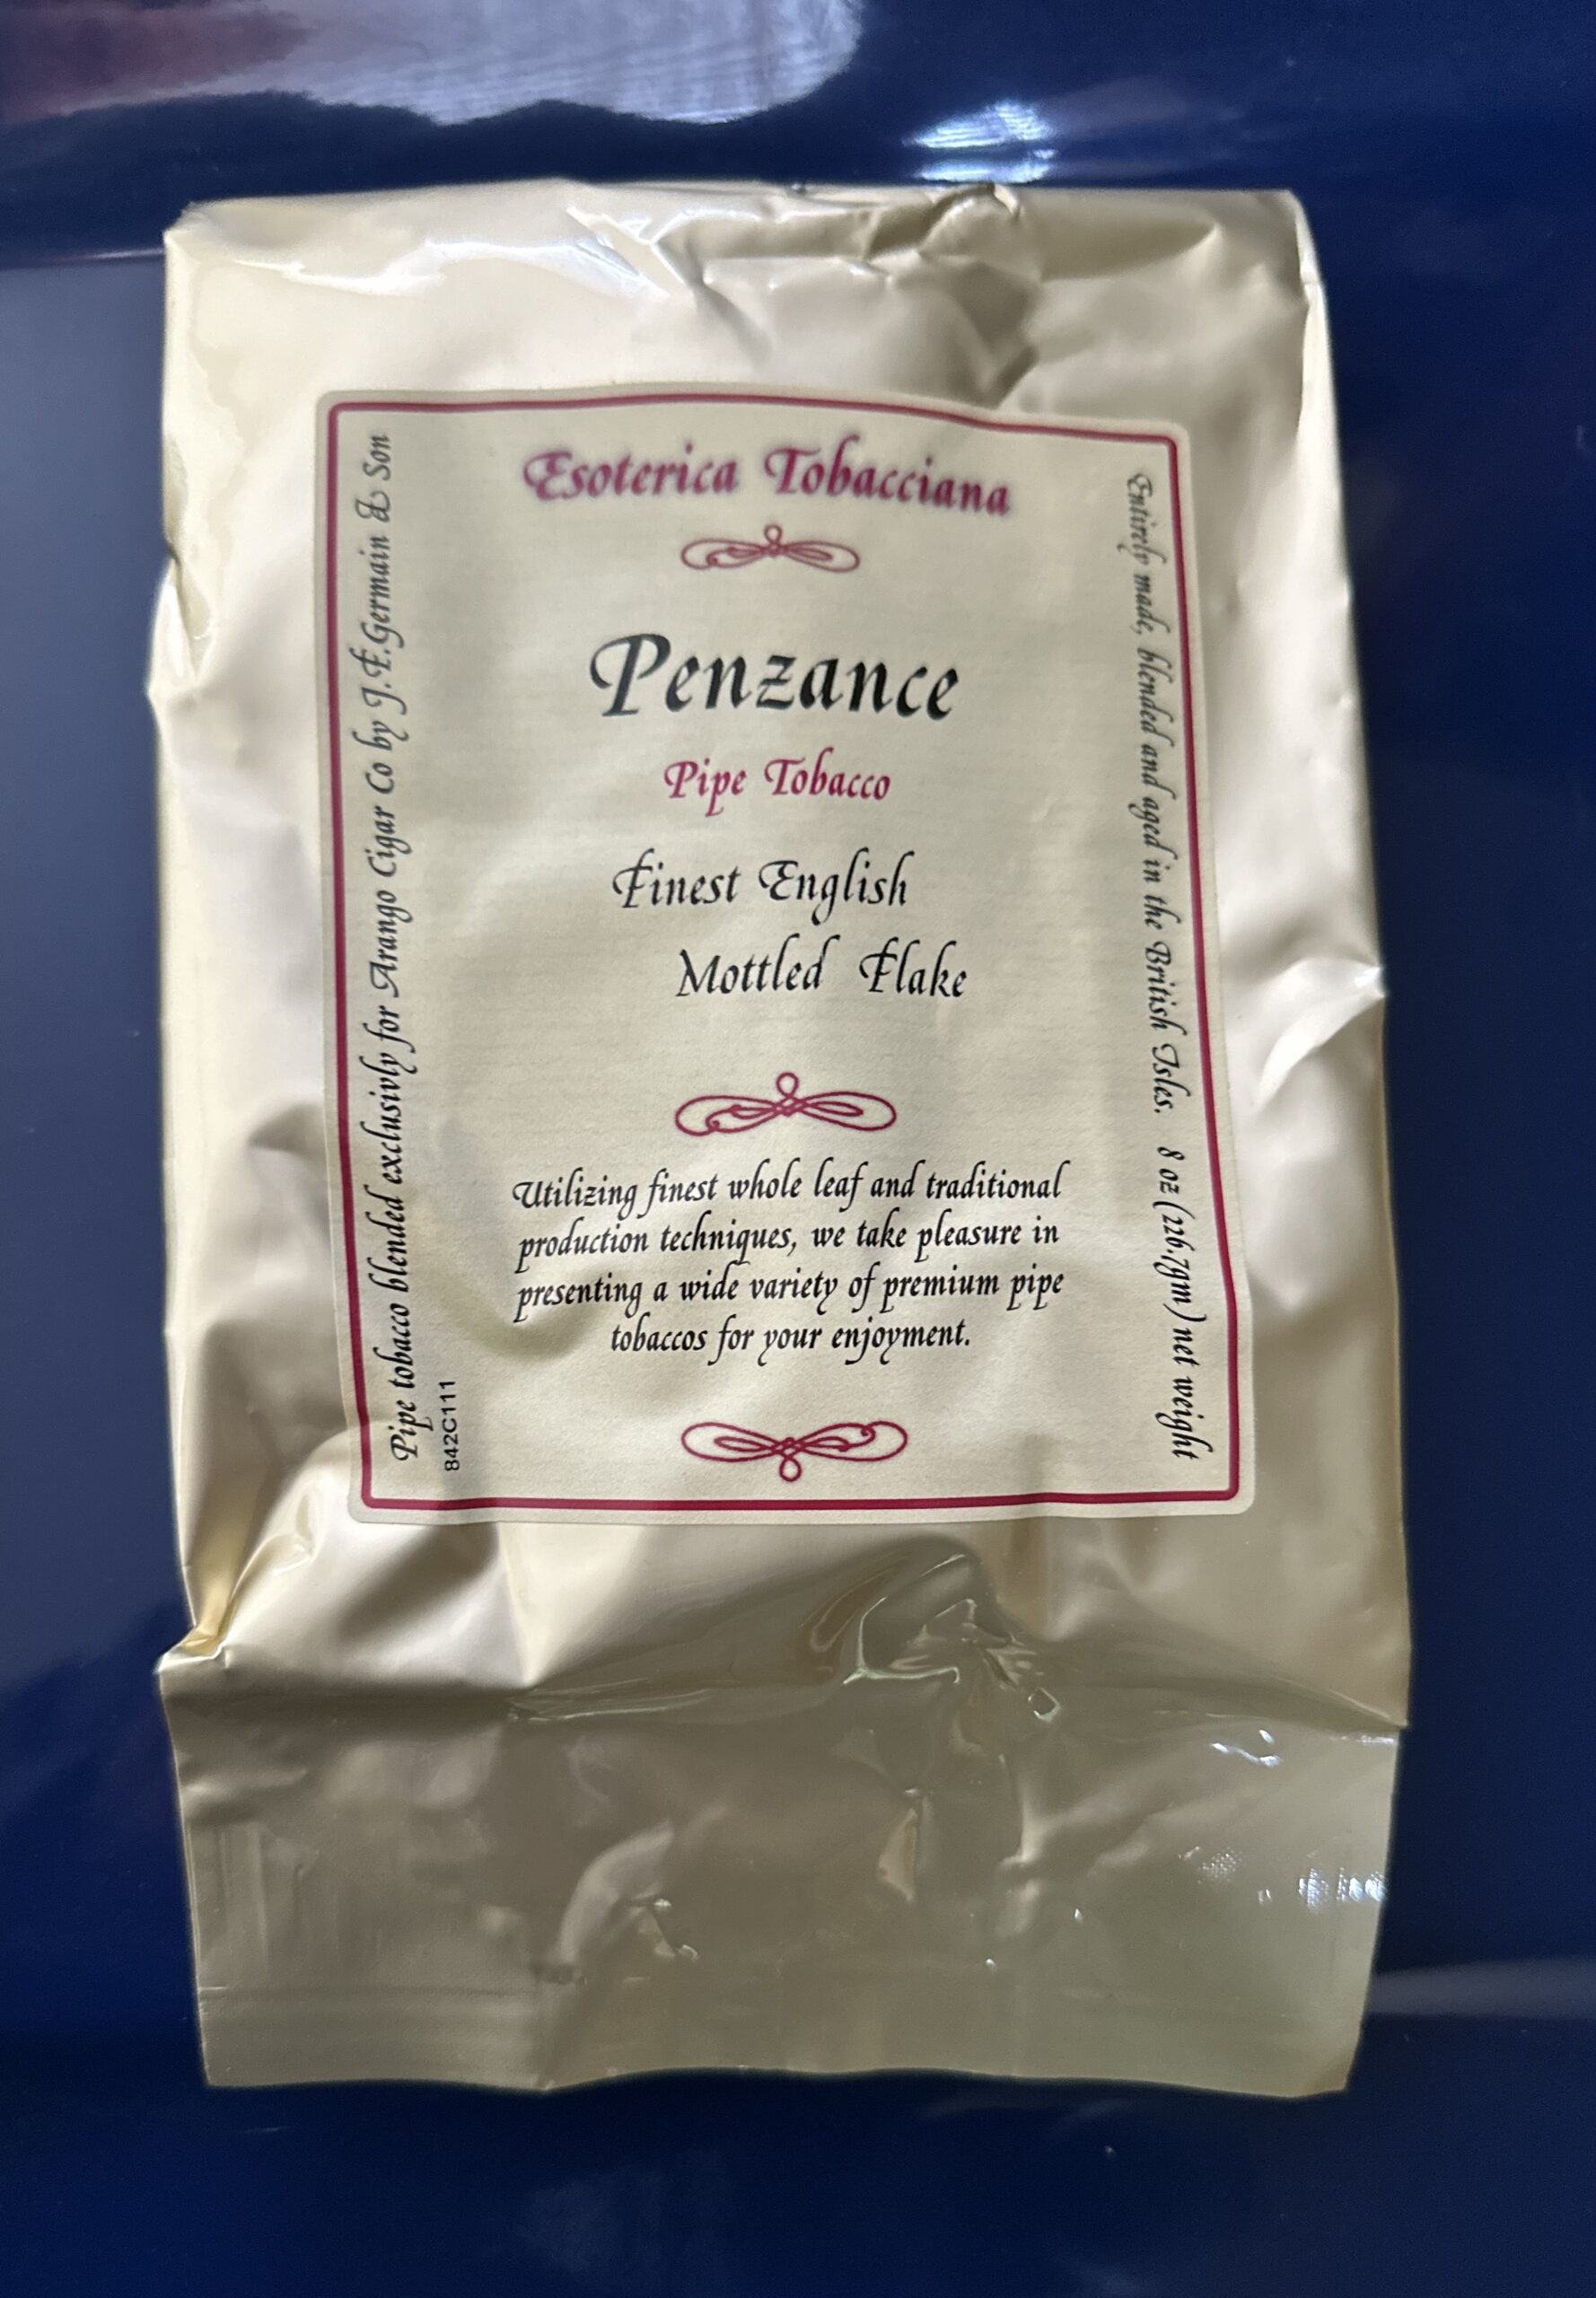 Esoterica Tobacciana
Penzance
Pipe Tobacco
Finest English
Mottled Flake
Utilizing finest whole leaf and traditional
production techniques, we take pleasure in
presenting a wide variety of premium pipe
tobaccos for your enjoyment.
Pipe tobacco blended exclusivly for Arango Cigar Co by J.F.Germain & Son
842C111
Entirely made, blended and aged in the British Isles. 8 oz (226.7gm) net weight